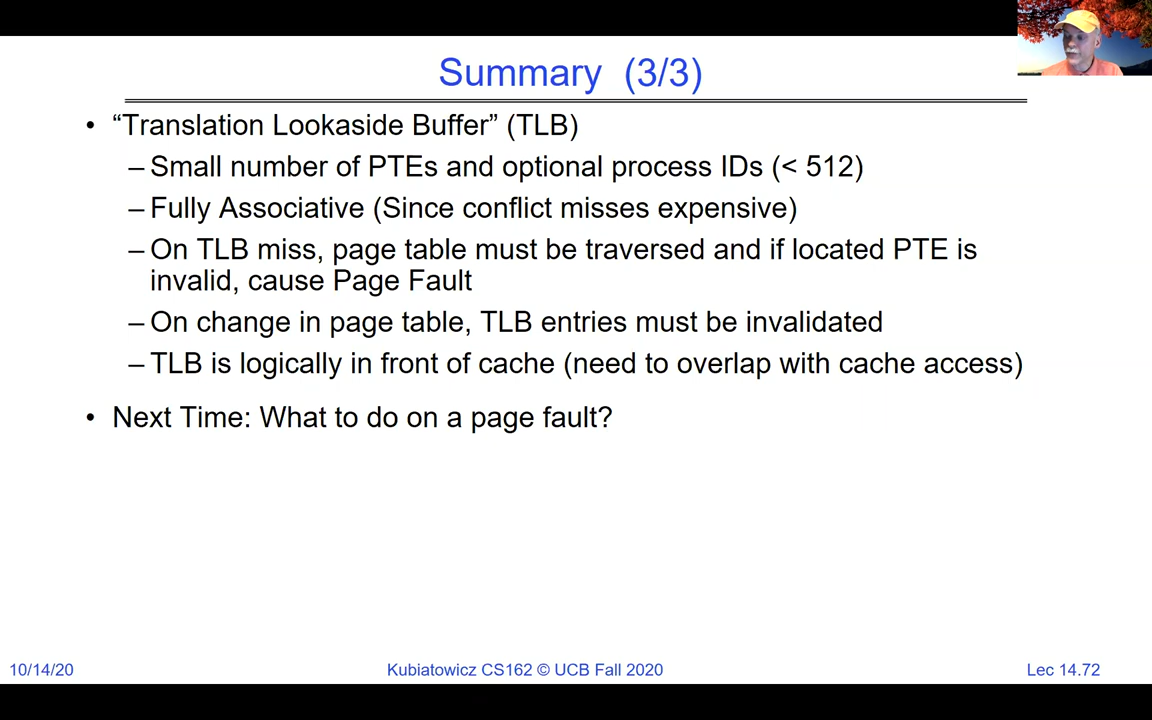 Summary (3/3)
• “Translation Lookaside Buffer” (TLB)
– Small number of PTEs and optional process IDs (< 512)
– Fully Associative (Since conflict misses expensive)
– On TLB miss, page table must be traversed and if located PTE is
invalid, cause Page Fault
– On change in page table, TLB entries must be invalidated
– TLB is logically in front of cache (need to overlap with cache access)
• Next Time: What to do on a page fault?
10/14/20
Kubiatowicz CS162 © UCB Fall 2020
Lec 14.72